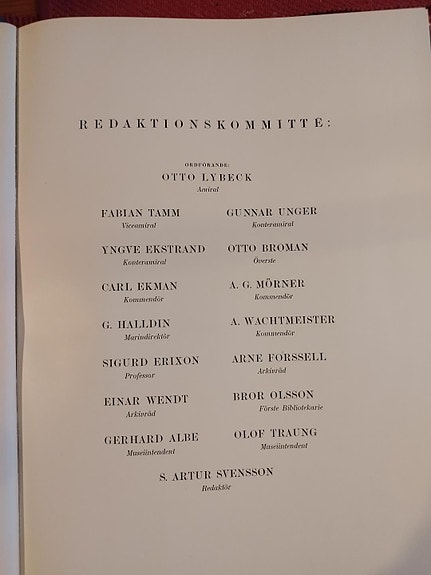 REDAKTIONSKOMMITTE:
ORDFÖRANDE:
OTTO LYBECK
Amiral
FABIAN TAMM GUNNAR UNGER
Viceamiral Konteramiral
YNGVE EKSTRAND OTTO BROMAN
Konteramiral Överste
CARL EKMAN A. G. MÖRNER
Kommendör Kommendör
G. HALLDIN A. WACHTMEISTER
Marindirektör Kommendör
SIGURD ERIXON ARNE FORSSELL
Professor Arkivråd
EINAR WENDT BROR OLSSON
Arkivråd Förste Bibliotekarie
GERHARD ALBE OLOF TRAUNG
Museiintendent Museiintendent
S. ARTUR SVENSSON
Redaktör